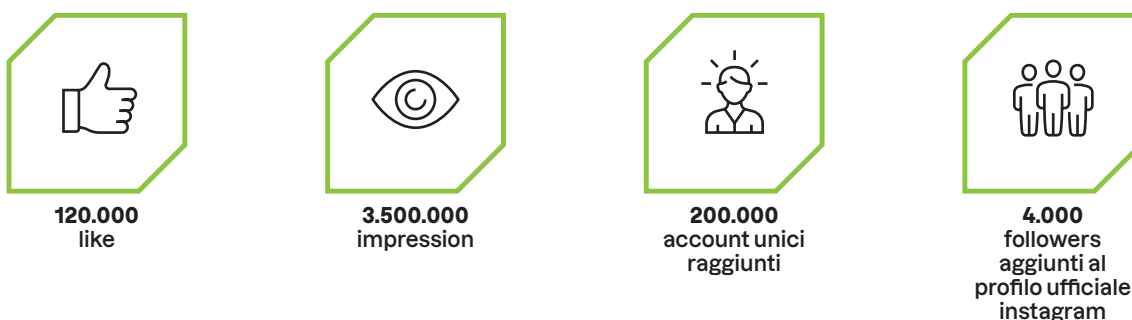 120.000
like
3.500.000
impression
200.000
account unici
raggiunti
4.000
followers
aggiunti al
profilo ufficiale
instagram